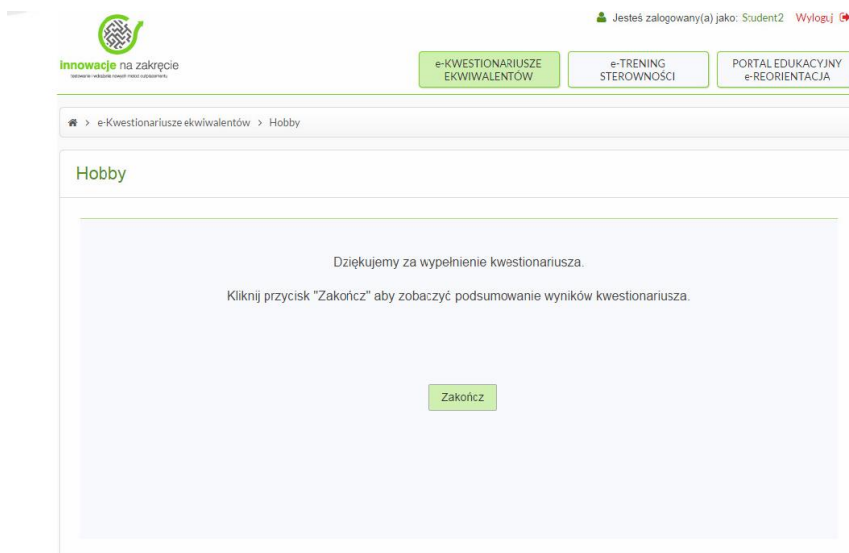 Jesteś zalogowany(a) jako: Student2 Wyloguj
innowacje na zakręcie
e-KWESTIONARIUSZE
EKWIWALENTÓW
e-TRENING
STEROWNOŚCI
PORTAL EDUKACYJNY
e-REORIENTACJA
> e-Kwestionariusze ekwiwalentów > Hobby
Hobby
Dziękujemy za wypełnienie kwestionariusza.
Kliknij przycisk "Zakończ" aby zobaczyć podsumowanie wyników kwestionariusza.
Zakończ